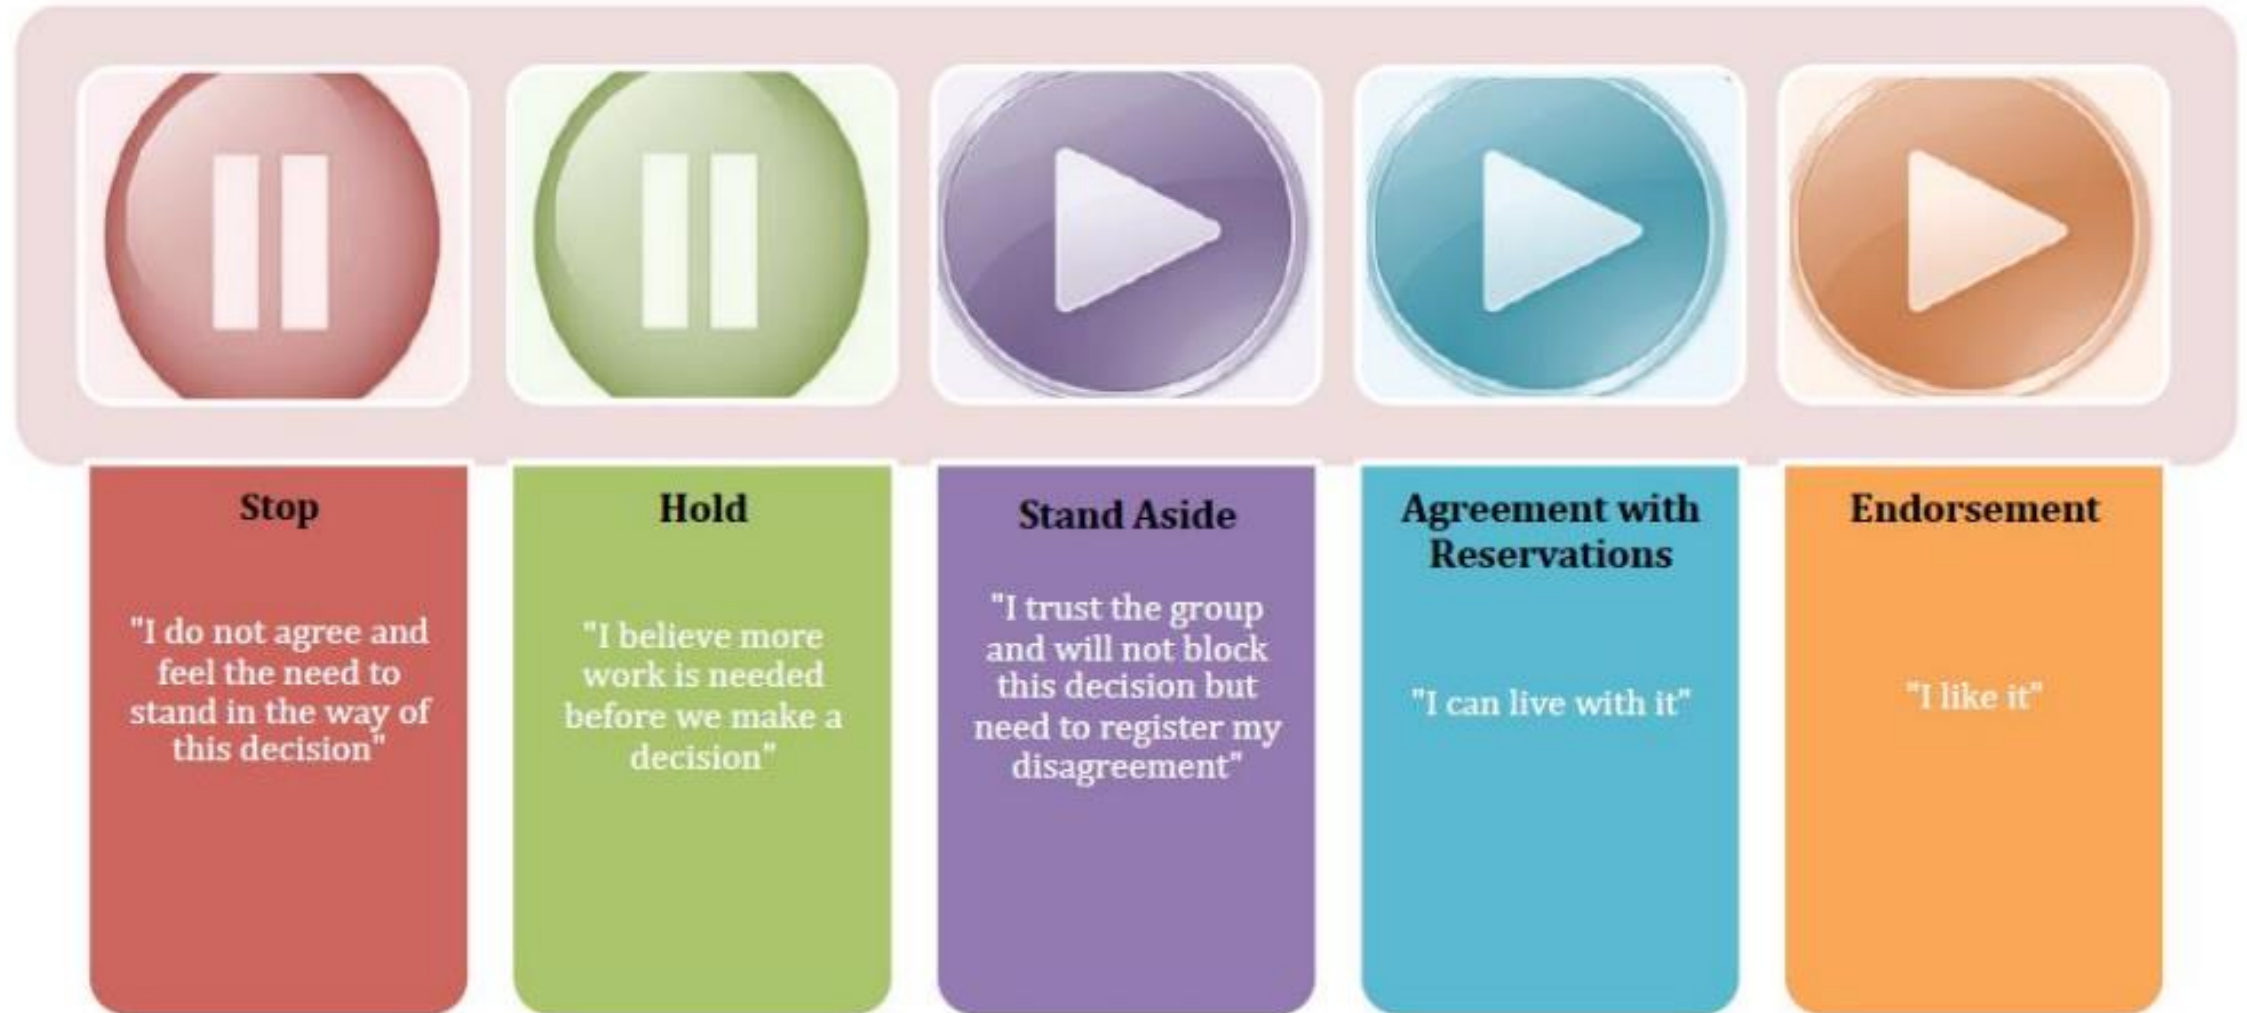 Stop
"I do not agree and
feel the need to
stand in the way of
this decision"
Hold
"I believe more
work is needed
before we make a
decision"
Stand Aside
"I trust the group
and will not block
this decision but
need to register my
disagreement"
Agreement with
Reservations
"I can live with it"
Endorsement
"I like it"